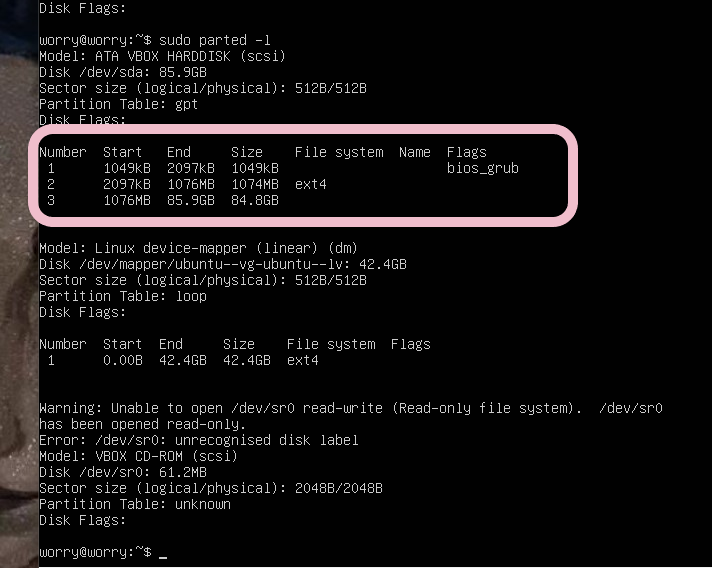 Disk Flags:
worry@worry:~$ sudo parted -l
Model: ATA VBOX HARDDISK (scsi)
Disk /dev/sda: 85.9GB
Sector size (logical/physical): 512B/512B
Partition Table: gpt
Disk Flags:
Number  Start   End     Size    File system  Name  Flags
 1      1049kB  2097kB  1049kB                     bios_grub
 2      2097kB  1076MB  1074MB  ext4
 3      1076MB  85.9GB  84.8GB
Model: Linux device-mapper (linear) (dm)
Disk /dev/mapper/ubuntu--vg-ubuntu--lv: 42.4GB
Sector size (logical/physical): 512B/512B
Partition Table: loop
Disk Flags:
Number  Start  End     Size    File system  Flags
 1      0.00B  42.4GB  42.4GB  ext4
Warning: Unable to open /dev/sr0 read-write (Read-only file system).  /dev/sr0
has been opened read-only.
Error: /dev/sr0: unrecognised disk label
Model: VBOX CD-ROM (scsi)
Disk /dev/sr0: 61.2MB
Sector size (logical/physical): 2048B/2048B
Partition Table: unknown
Disk Flags:
worry@worry:~$ _